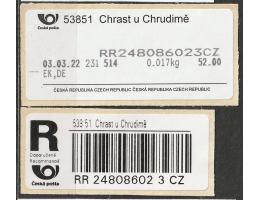 53851 Chrast u Chrudimě
Česká pošta
RR248086023CZ
03.03.22 231 514 0.017kg 52.00
EK,DE
ČESKÁ REPUBLIKA CZECH REPUBLIC ČESKÁ REPUBLIKA CZECH REPUBLIC
538 51 Chrast u Chrudimě
R
Doporučeně
Recommandé
Česká pošta
RR 24808602 3 CZ